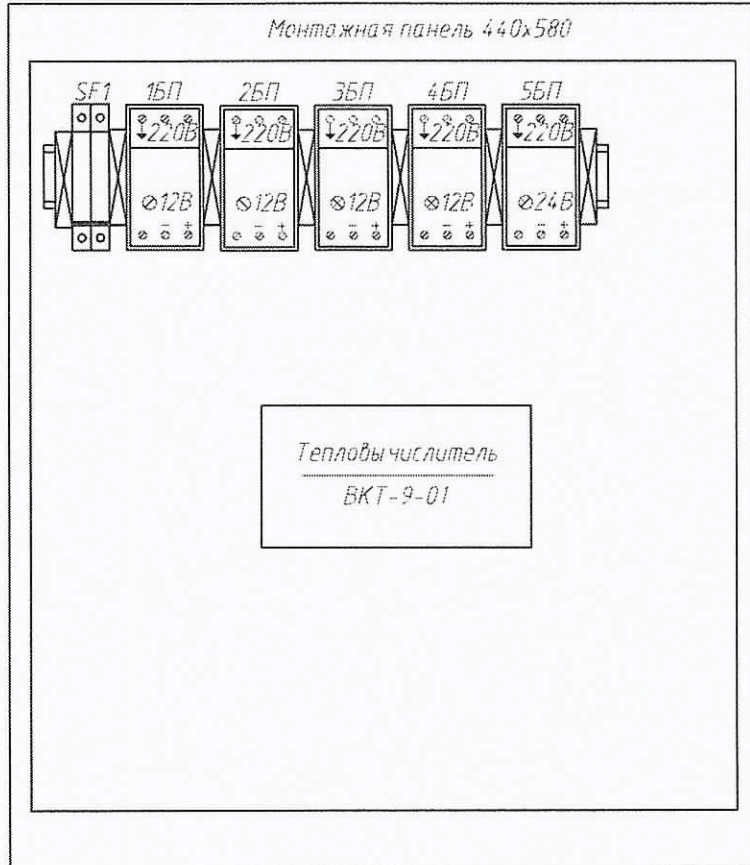 Монтажная панель 440x580
SF1 1БП 2БП 3БП 4БП 5БП
220В 220В 220В 220В 220В
12В 12В 12В 12В 24В
− + − + − + − + − +
Тепловычислитель
ВКТ-9-01